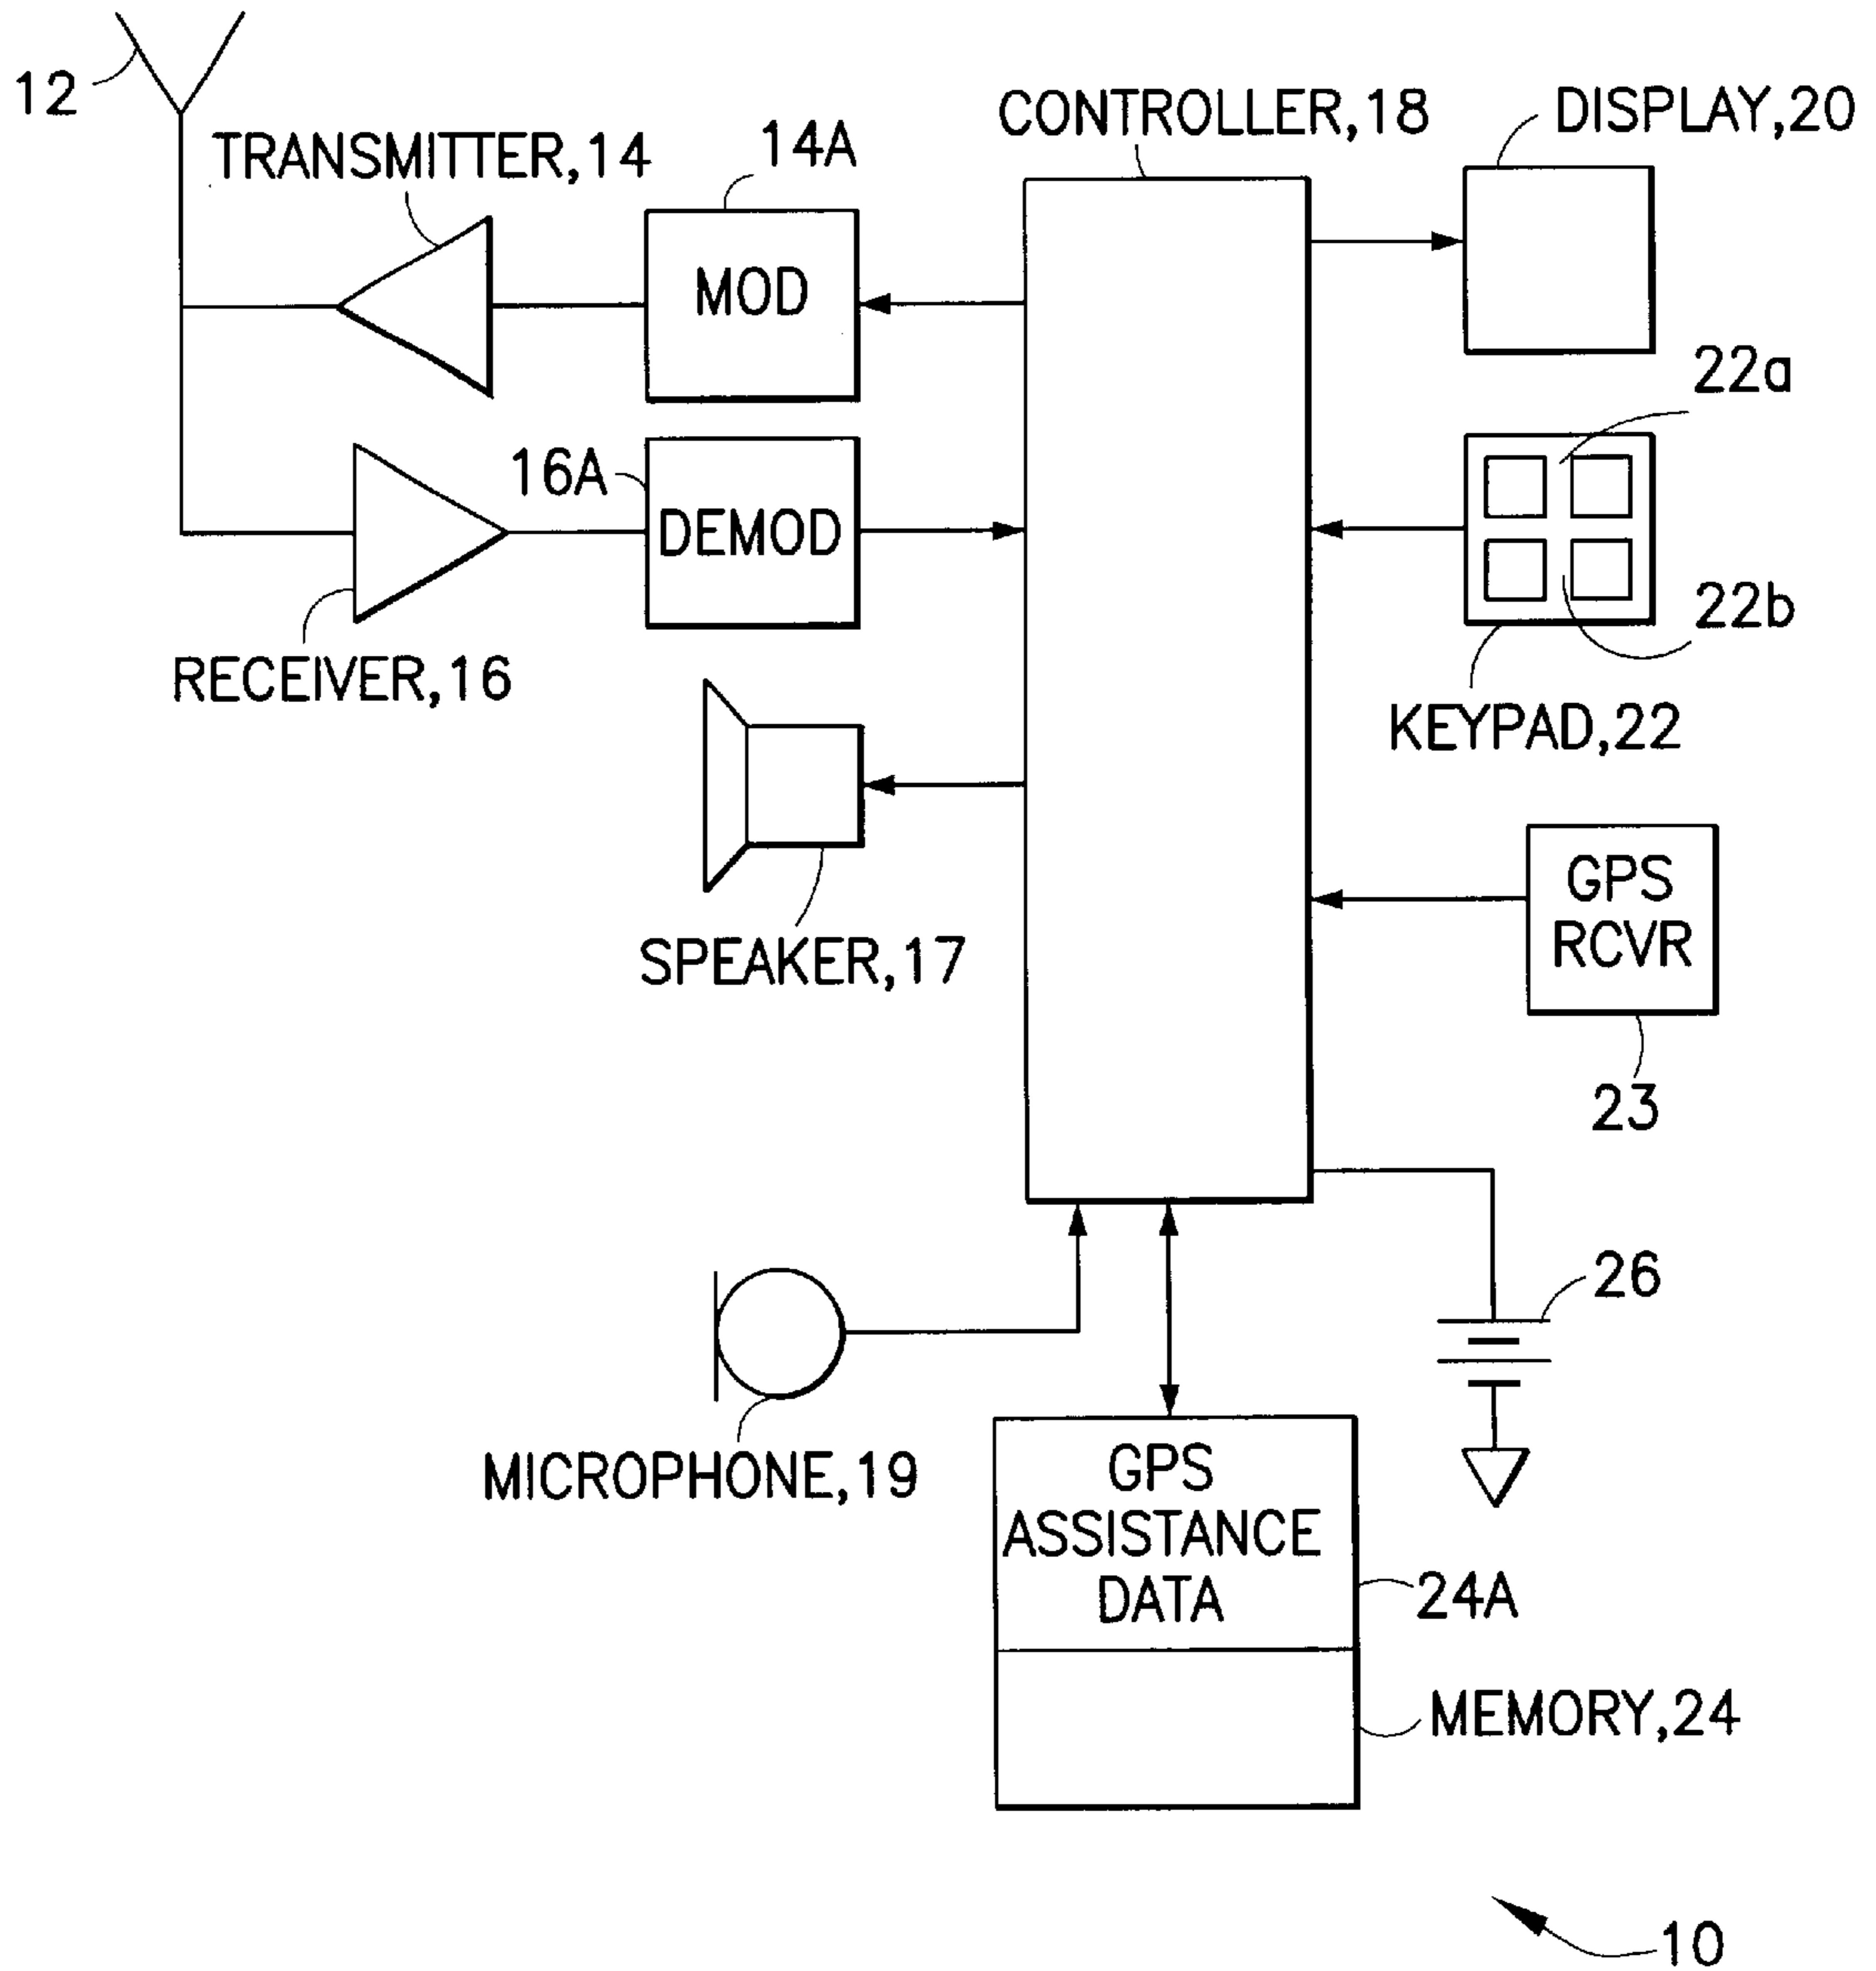 12
TRANSMITTER,14
14A
CONTROLLER,18
DISPLAY,20
MOD
22a
16A
DEMOD
22b
RECEIVER,16
KEYPAD,22
GPS
RCVR
SPEAKER,17
23
26
MICROPHONE,19
GPS
ASSISTANCE
DATA
24A
MEMORY,24
10